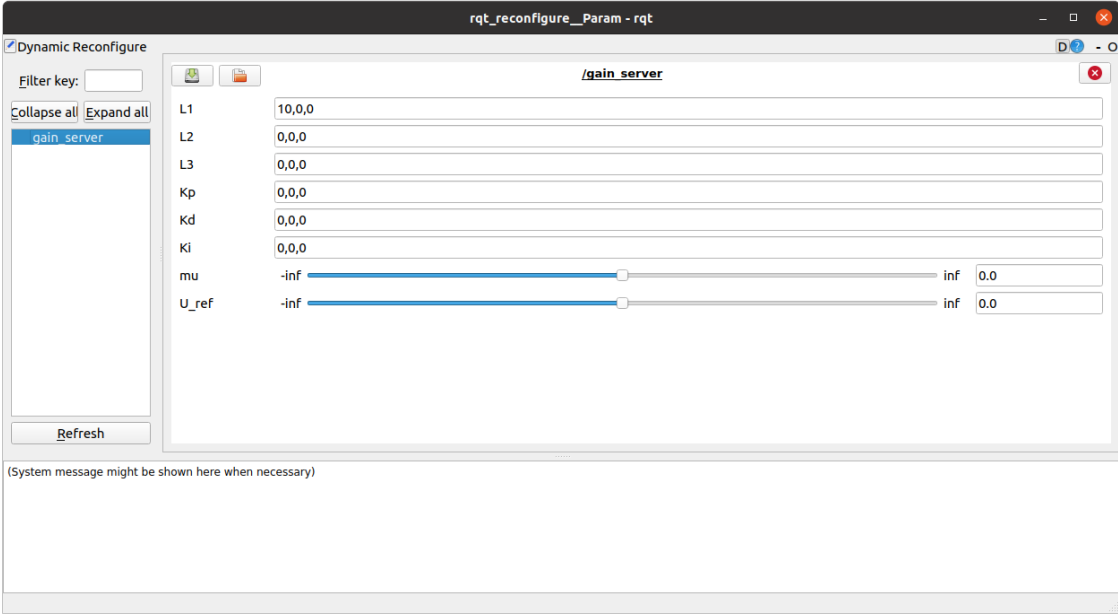 rqt_reconfigure__Param - rqt
Dynamic Reconfigure
D ? - O
Filter key:
Collapse all Expand all
gain_server
Refresh
/gain_server
L1 10,0,0
L2 0,0,0
L3 0,0,0
Kp 0,0,0
Kd 0,0,0
Ki 0,0,0
mu -inf inf 0.0
U_ref -inf inf 0.0
(System message might be shown here when necessary)